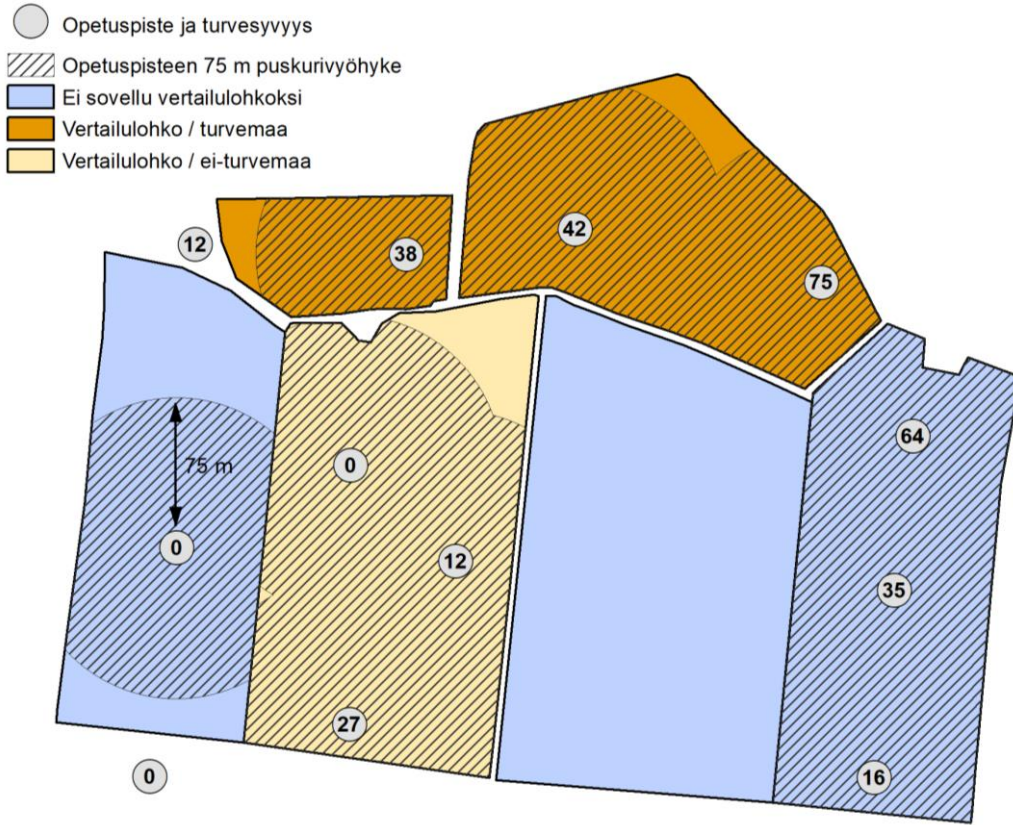 Opetuspiste ja turvesyvyys
Opetuspisteen 75 m puskurivyöhyke
Ei sovellu vertailulohkoksi
Vertailulohko / turvemaa
Vertailulohko / ei-turvemaa
12
38
42
75
64
75 m
0
0
12
35
27
0
16